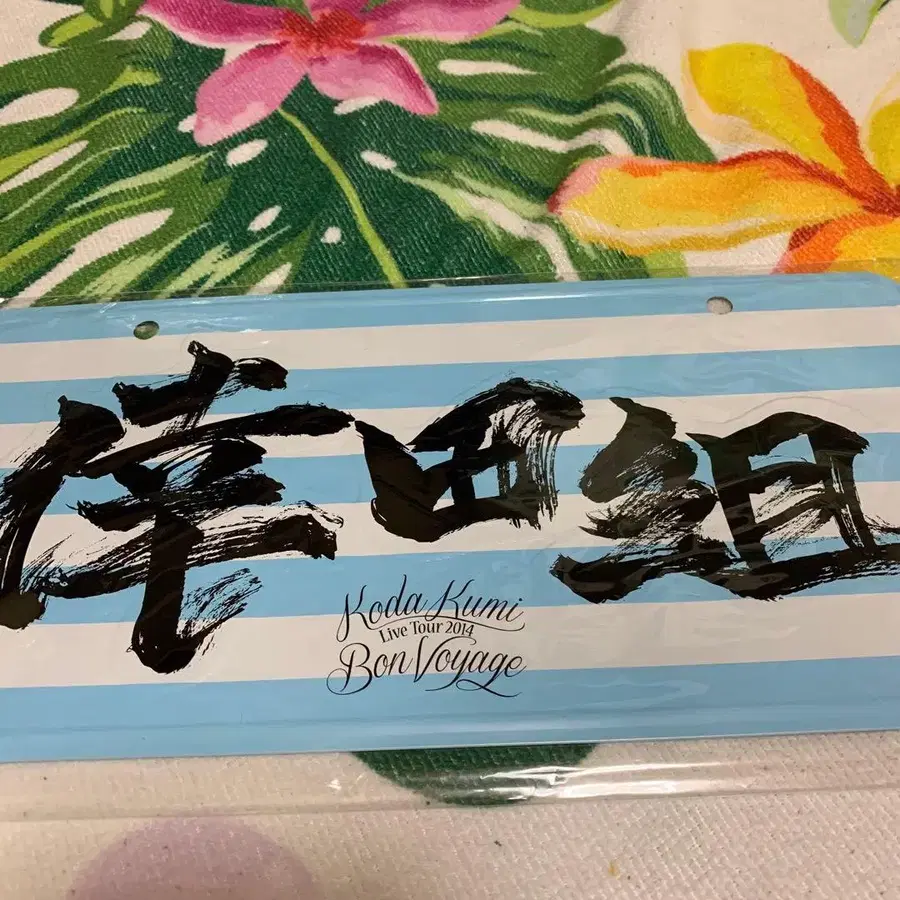 倖田組
Koda Kumi
Live Tour 2014
Bon Voyage